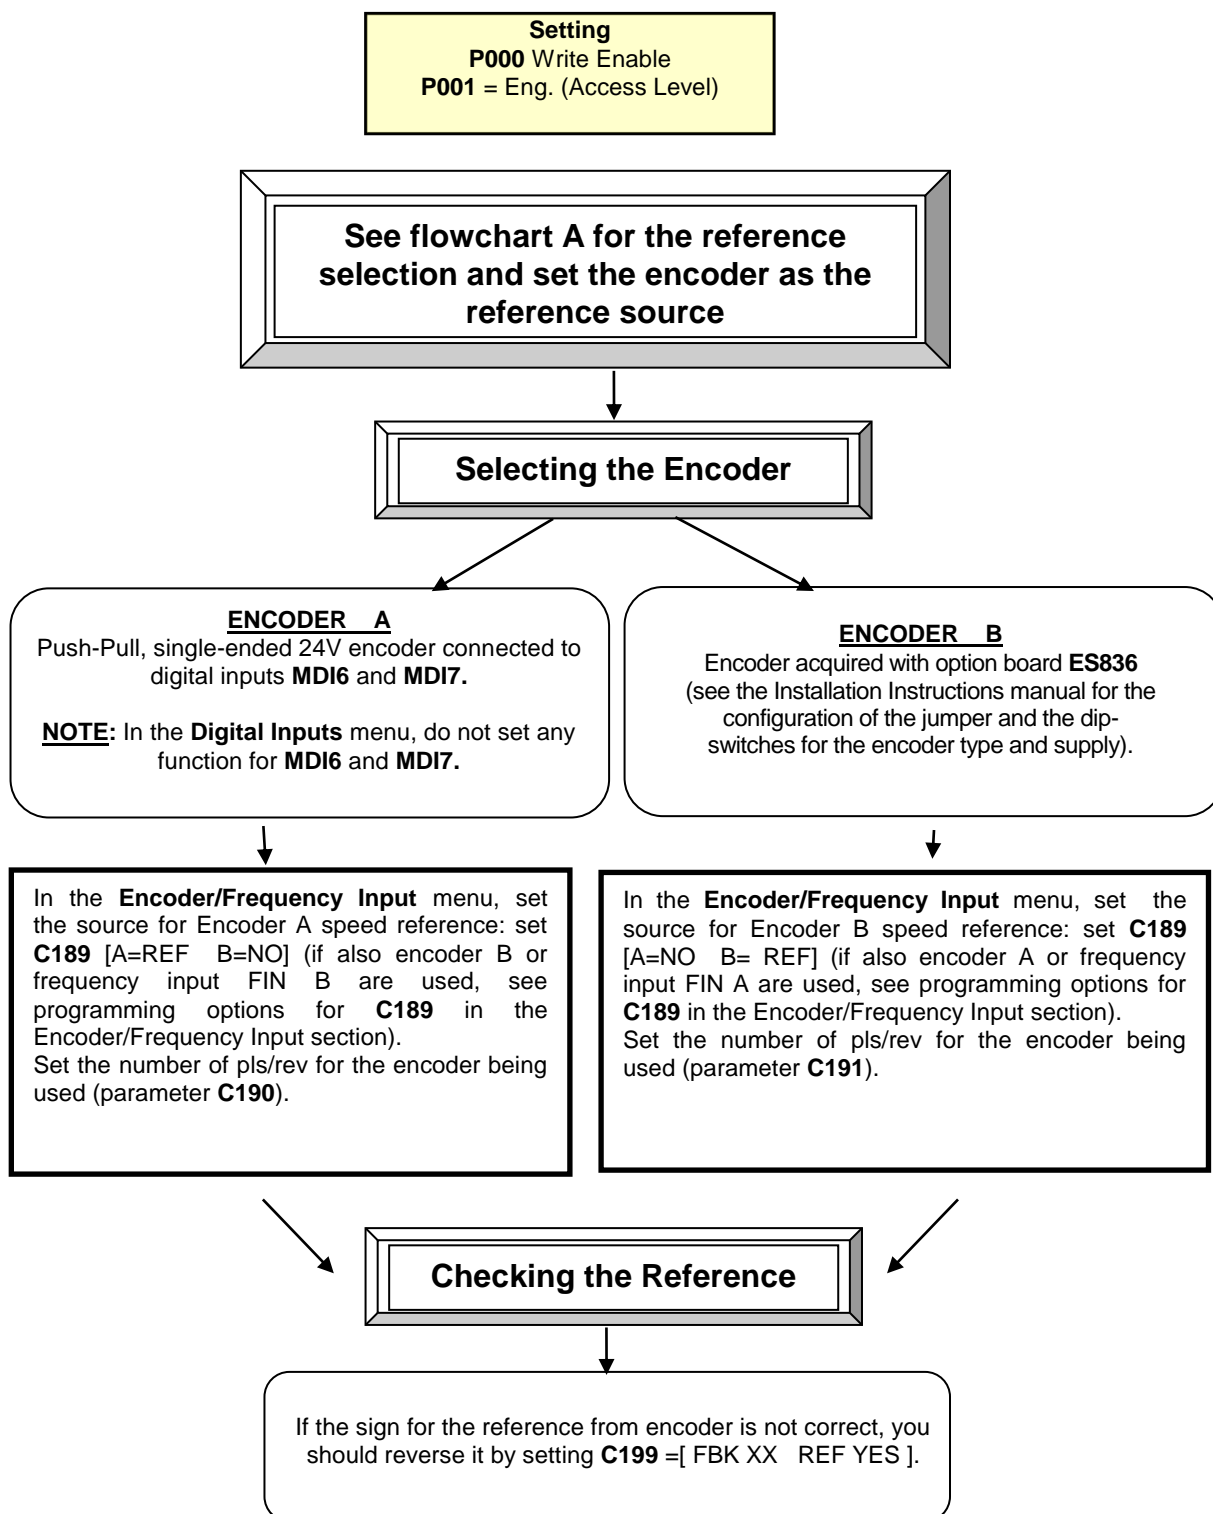 Setting
P000 Write Enable
P001 = Eng. (Access Level)
See flowchart A for the reference
selection and set the encoder as the
reference source
Selecting the Encoder
ENCODER A
Push-Pull, single-ended 24V encoder connected to
digital inputs MDI6 and MDI7.
NOTE: In the Digital Inputs menu, do not set any
function for MDI6 and MDI7.
ENCODER B
Encoder acquired with option board ES836
(see the Installation Instructions manual for the
configuration of the jumper and the dip-
switches for the encoder type and supply).
In the Encoder/Frequency Input menu, set
the source for Encoder A speed reference: set
C189 [A=REF B=NO] (if also encoder B or
frequency input FIN B are used, see
programming options for C189 in the
Encoder/Frequency Input section).
Set the number of pls/rev for the encoder being
used (parameter C190).
In the Encoder/Frequency Input menu, set the
source for Encoder B speed reference: set C189
[A=NO B= REF] (if also encoder A or frequency
input FIN A are used, see programming options for
C189 in the Encoder/Frequency Input section).
Set the number of pls/rev for the encoder being
used (parameter C191).
Checking the Reference
If the sign for the reference from encoder is not correct, you
should reverse it by setting C199 =[ FBK XX REF YES ].